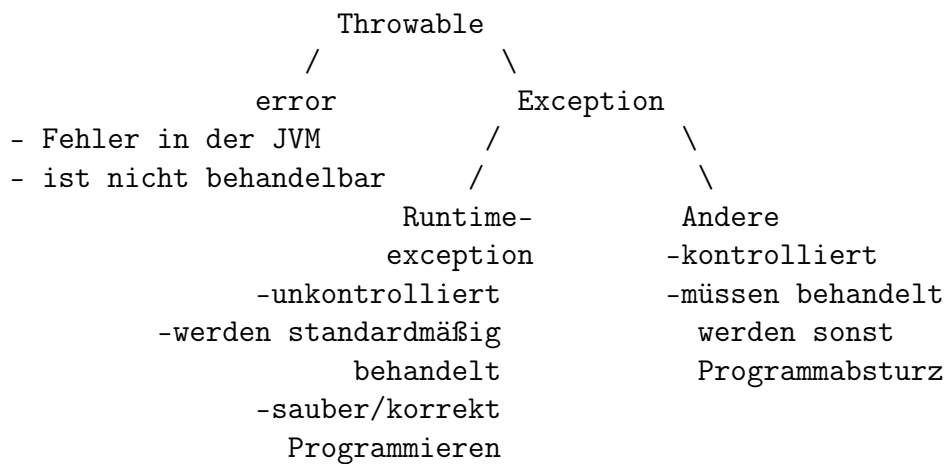 Throwable
/ \
error Exception
- Fehler in der JVM / \
- ist nicht behandelbar / \
Runtime- Andere
exception -kontrolliert
-unkontrolliert -müssen behandelt
-werden standardmäßig werden sonst
behandelt Programmabsturz
-sauber/korrekt
Programmieren